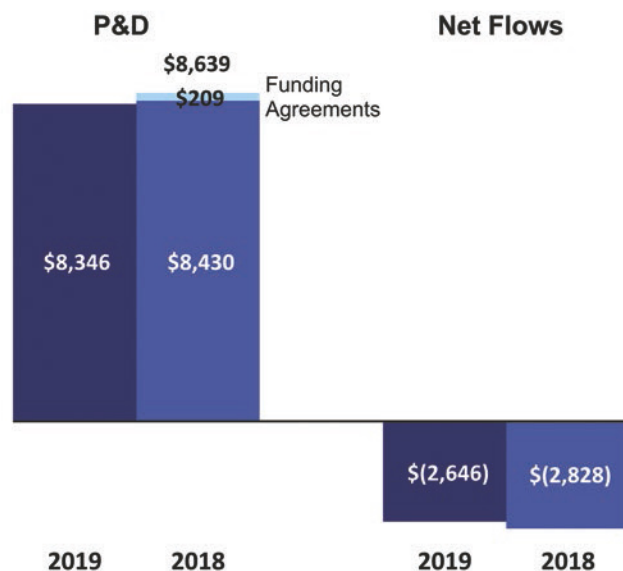 P&D
Net Flows
$8,639
$209
Funding
Agreements
$8,346
$8,430
$(2,646)
$(2,828)
2019
2018
2019
2018